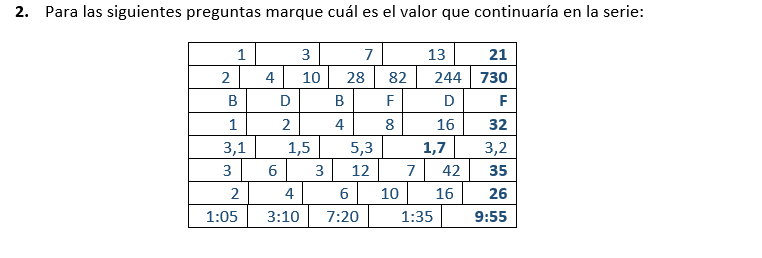 2. Para las siguientes preguntas marque cuál es el valor que continuaría en la serie:
1 3 7 13 21
2 4 10 28 82 244 730
B D B F D F
1 2 4 8 16 32
3,1 1,5 5,3 1,7 3,2
3 6 3 12 7 42 35
2 4 6 10 16 26
1:05 3:10 7:20 1:35 9:55